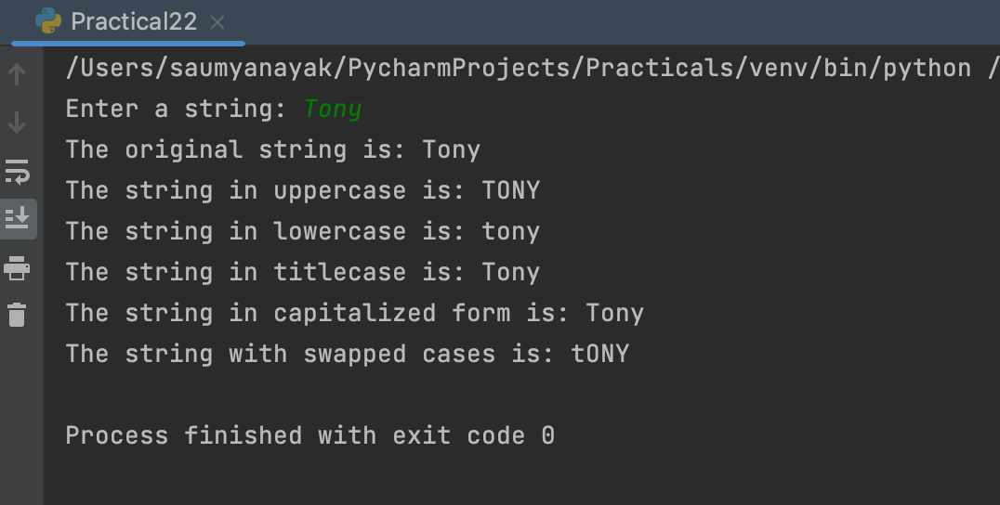 Practical22
/Users/saumyanayak/PycharmProjects/Practicals/venv/bin/python /
Enter a string: Tony
The original string is: Tony
The string in uppercase is: TONY
The string in lowercase is: tony
The string in titlecase is: Tony
The string in capitalized form is: Tony
The string with swapped cases is: tONY
Process finished with exit code 0